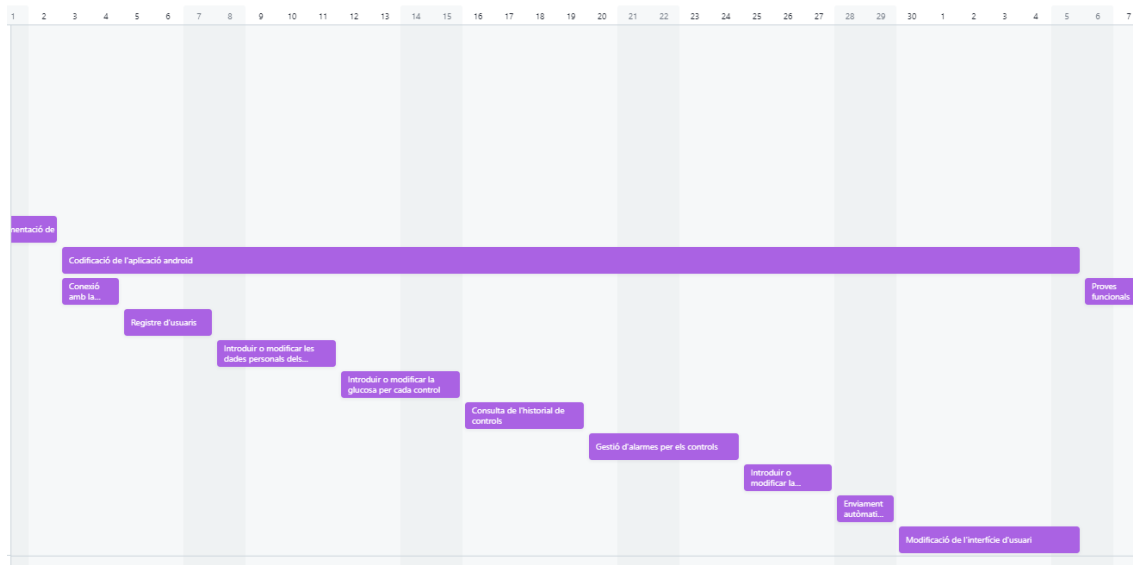 1 2 3 4 5 6 7 8 9 10 11 12 13 14 15 16 17 18 19 20 21 22 23 24 25 26 27 28 29 30 1 2 3 4 5 6 7
mentació de
Codificació de l'aplicació android
Conexió
amb la...
Proves
funcionals
Registre d'usuaris
Introduir o modificar les
dades personals dels...
Introduir o modificar la
glucosa per cada control
Consulta de l'historial de
controls
Gestió d'alarmes per els controls
Introduir o
modificar la...
Enviament
autòmati...
Modificació de l'interfície d'usuari